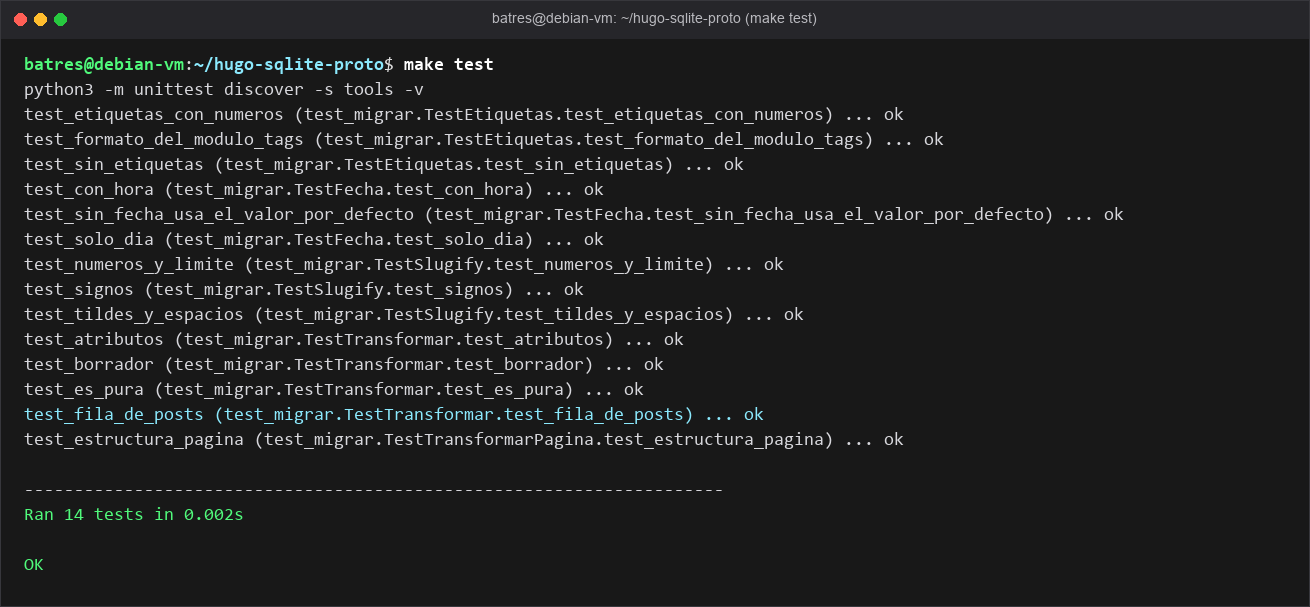 batres@debian-vm: ~/hugo-sqlite-proto (make test)
batres@debian-vm:~/hugo-sqlite-proto$ make test
python3 -m unittest discover -s tools -v
test_etiquetas_con_numeros (test_migrar.TestEtiquetas.test_etiquetas_con_numeros) ... ok
test_formato_del_modulo_tags (test_migrar.TestEtiquetas.test_formato_del_modulo_tags) ... ok
test_sin_etiquetas (test_migrar.TestEtiquetas.test_sin_etiquetas) ... ok
test_con_hora (test_migrar.TestFecha.test_con_hora) ... ok
test_sin_fecha_usa_el_valor_por_defecto (test_migrar.TestFecha.test_sin_fecha_usa_el_valor_por_defecto) ... ok
test_solo_dia (test_migrar.TestFecha.test_solo_dia) ... ok
test_numeros_y_limite (test_migrar.TestSlugify.test_numeros_y_limite) ... ok
test_signos (test_migrar.TestSlugify.test_signos) ... ok
test_tildes_y_espacios (test_migrar.TestSlugify.test_tildes_y_espacios) ... ok
test_atributos (test_migrar.TestTransformar.test_atributos) ... ok
test_borrador (test_migrar.TestTransformar.test_borrador) ... ok
test_es_pura (test_migrar.TestTransformar.test_es_pura) ... ok
test_fila_de_posts (test_migrar.TestTransformar.test_fila_de_posts) ... ok
test_estructura_pagina (test_migrar.TestTransformarPagina.test_estructura_pagina) ... ok
----------------------------------------------------------------------
Ran 14 tests in 0.002s
OK